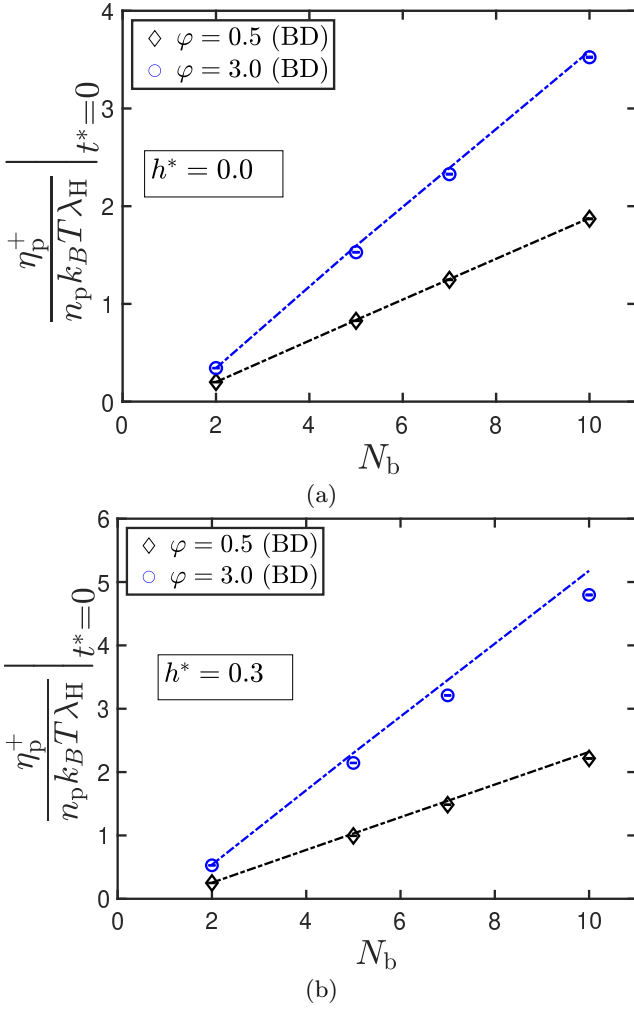 4
3
2
1
0
0 2 4 6 8 10
◇ φ = 0.5 (BD)
○ φ = 3.0 (BD)
h* = 0.0
η_p^+ / n_p k_B T λ_H |_{t*=0}
N_b
(a)
6
5
4
3
2
1
0
0 2 4 6 8 10
◇ φ = 0.5 (BD)
○ φ = 3.0 (BD)
h* = 0.3
η_p^+ / n_p k_B T λ_H |_{t*=0}
N_b
(b)